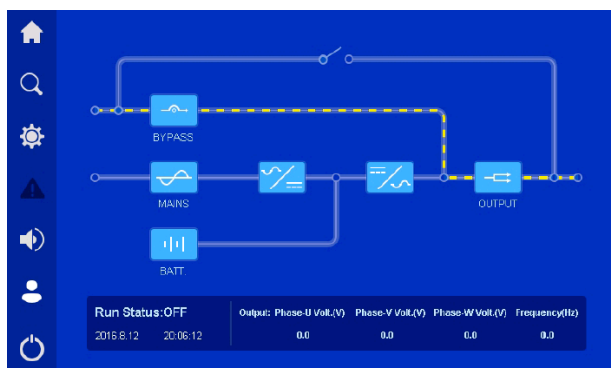 BYPASS
MAINS
OUTPUT
BATT.
Run Status:OFF
2016.8.12 20:06:12
Output: Phase-U Volt.(V) Phase-V Volt.(V) Phase-W Volt.(V) Frequency(Hz)
0.0 0.0 0.0 0.0